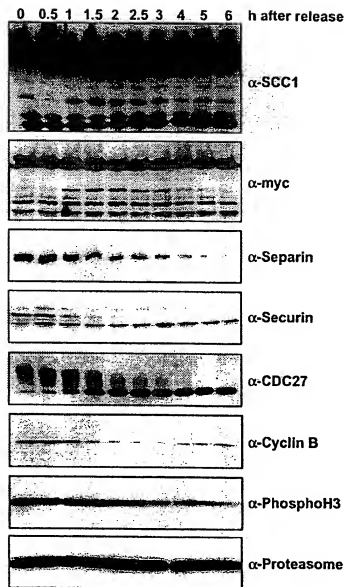 0 0.5 1 1.5 2 2.5 3 4 5 6 h after release
α-SCC1
α-myc
α-Separin
α-Securin
α-CDC27
α-Cyclin B
α-PhosphoH3
α-Proteasome